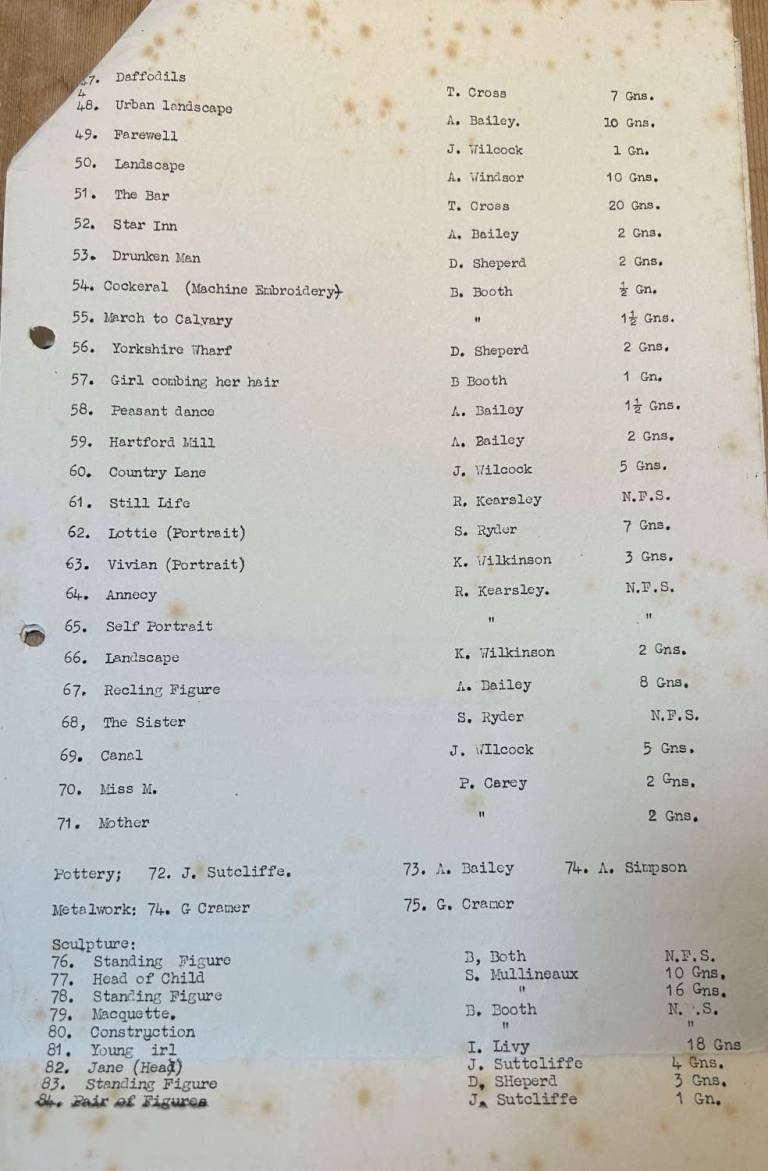 47. Daffodils T. Cross 7 Gns.
48. Urban landscape A. Bailey. 10 Gns.
49. Farewell J. Wilcock 1 Gn.
50. Landscape A. Windsor 10 Gns.
51. The Bar T. Cross 20 Gns.
52. Star Inn A. Bailey 2 Gns.
53. Drunken Man D. Sheperd 2 Gns.
54. Cockeral (Machine Embroidery) B. Booth ½ Gn.
55. March to Calvary " 1½ Gns.
56. Yorkshire Wharf D. Sheperd 2 Gns.
57. Girl combing her hair B Booth 1 Gn.
58. Peasant dance A. Bailey 1½ Gns.
59. Hartford Mill A. Bailey 2 Gns.
60. Country Lane J. Wilcock 5 Gns.
61. Still Life R. Kearsley N.F.S.
62. Lottie (Portrait) S. Ryder 7 Gns.
63. Vivian (Portrait) K. Wilkinson 3 Gns.
64. Annecy R. Kearsley. N.F.S.
65. Self Portrait " "
66. Landscape K. Wilkinson 2 Gns.
67. Recling Figure A. Bailey 8 Gns.
68, The Sister S. Ryder N.F.S.
69. Canal J. WIlcock 5 Gns.
70. Miss M. P. Carey 2 Gns.
71. Mother " 2 Gns.
Pottery; 72. J. Sutcliffe. 73. A. Bailey 74. A. Simpson
Metalwork: 74. G Cramer 75. G. Cramer
Sculpture:
76. Standing Figure B, Both N.F.S.
77. Head of Child S. Mullineaux 10 Gns.
78. Standing Figure " 16 Gns.
79. Macquette. B. Booth N. .S.
80. Construction " "
81. Young irl I. Livy 18 Gns
82. Jane (Head) J. Suttcliffe 4 Gns.
83. Standing Figure D. SHeperd 3 Gns.
84. Pair of Figures J. Sutcliffe 1 Gn.